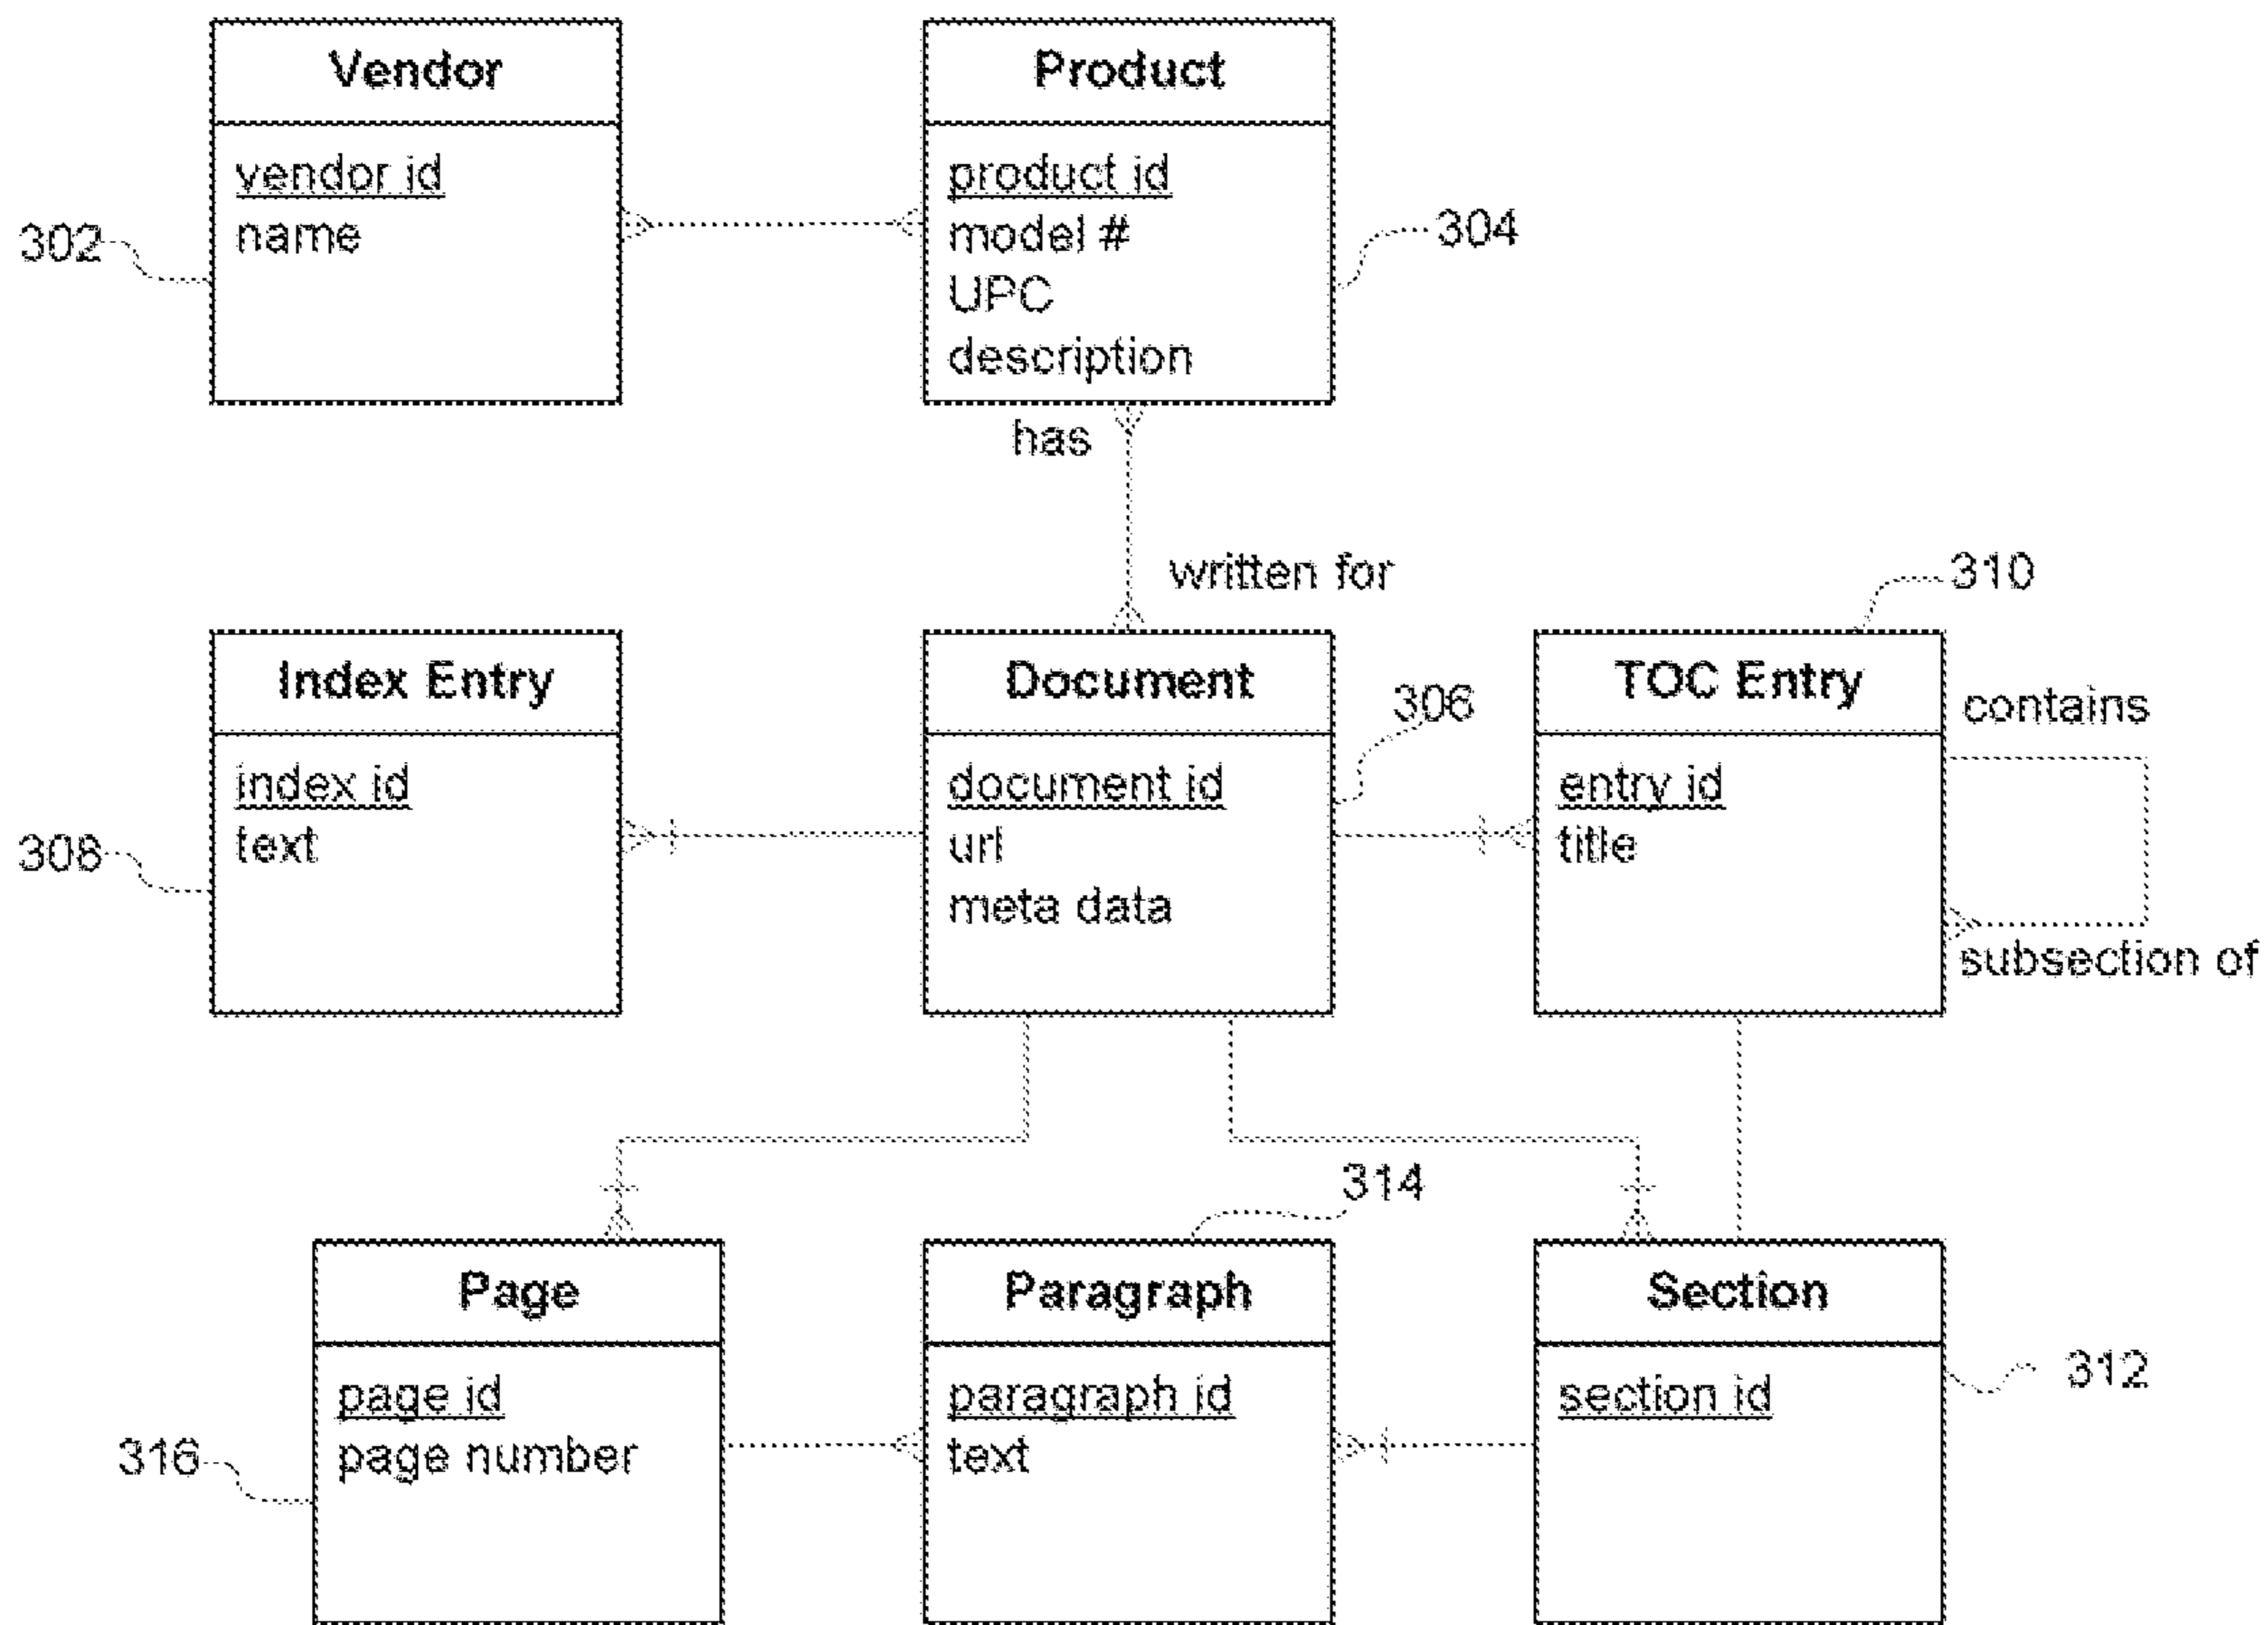 Vendor
vendor id
name
302
Product
product id
model #
UPC
description
304
has
written for
Index Entry
index id
text
308
Document
document id
url
meta data
306
TOC Entry
entry id
title
310
contains
subsection of
Page
page id
page number
316
Paragraph
paragraph id
text
314
Section
section id
312